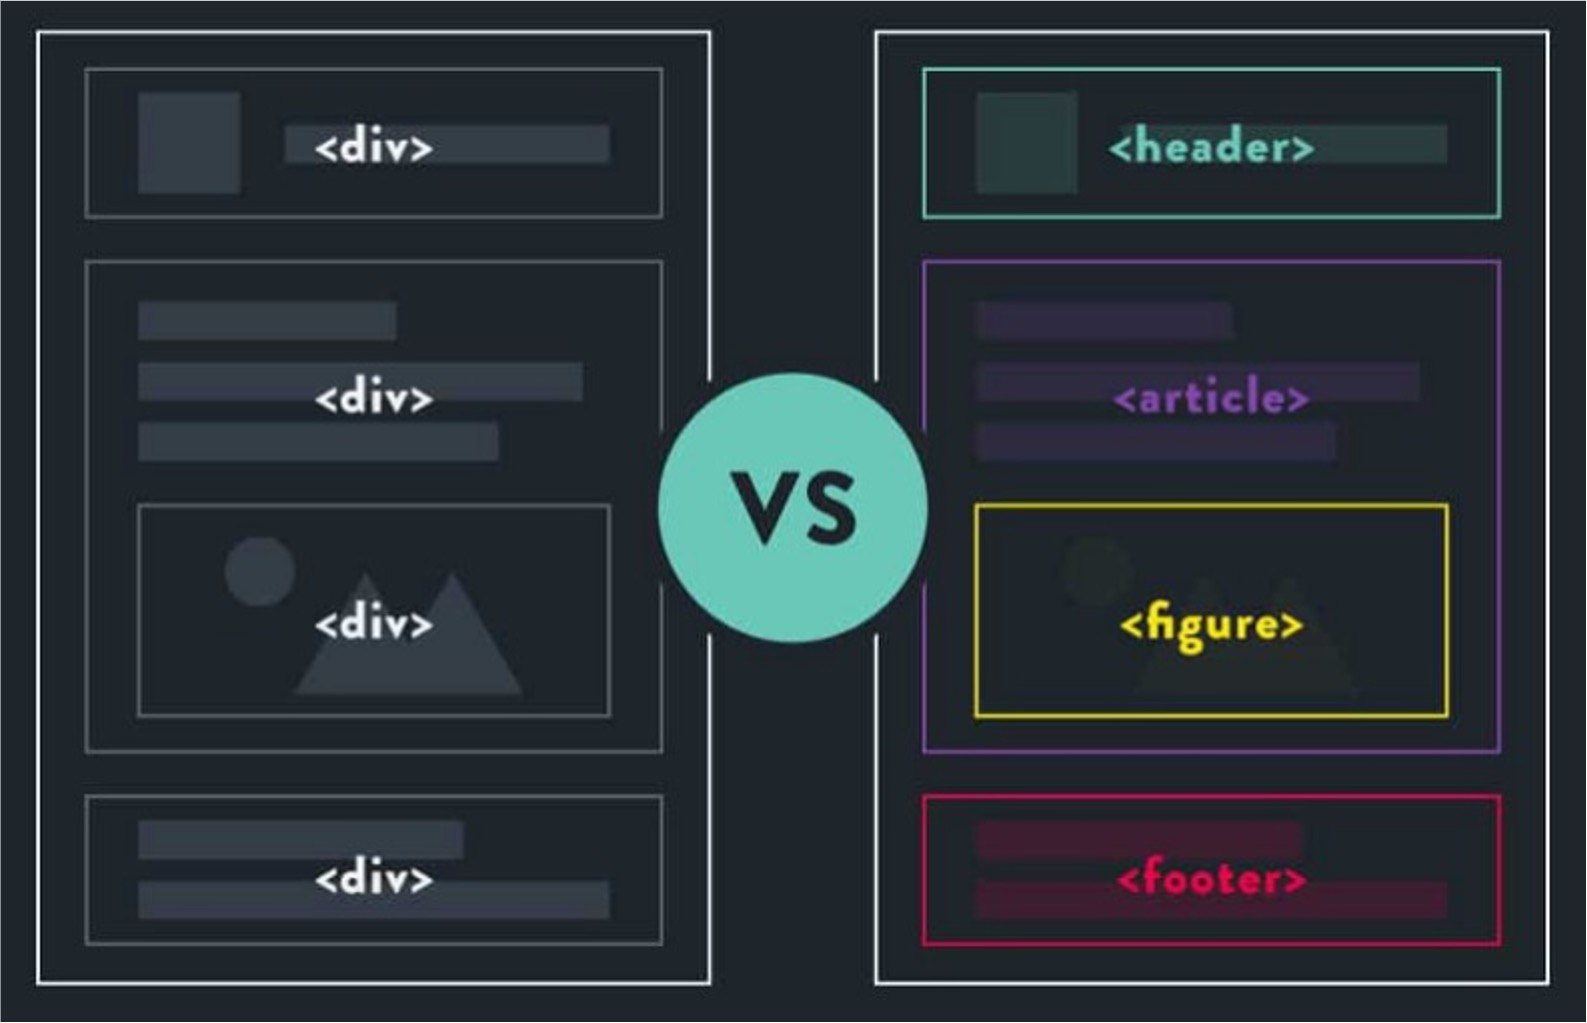 <div>
<div>
<div>
<div>
VS
<header>
<article>
<figure>
<footer>